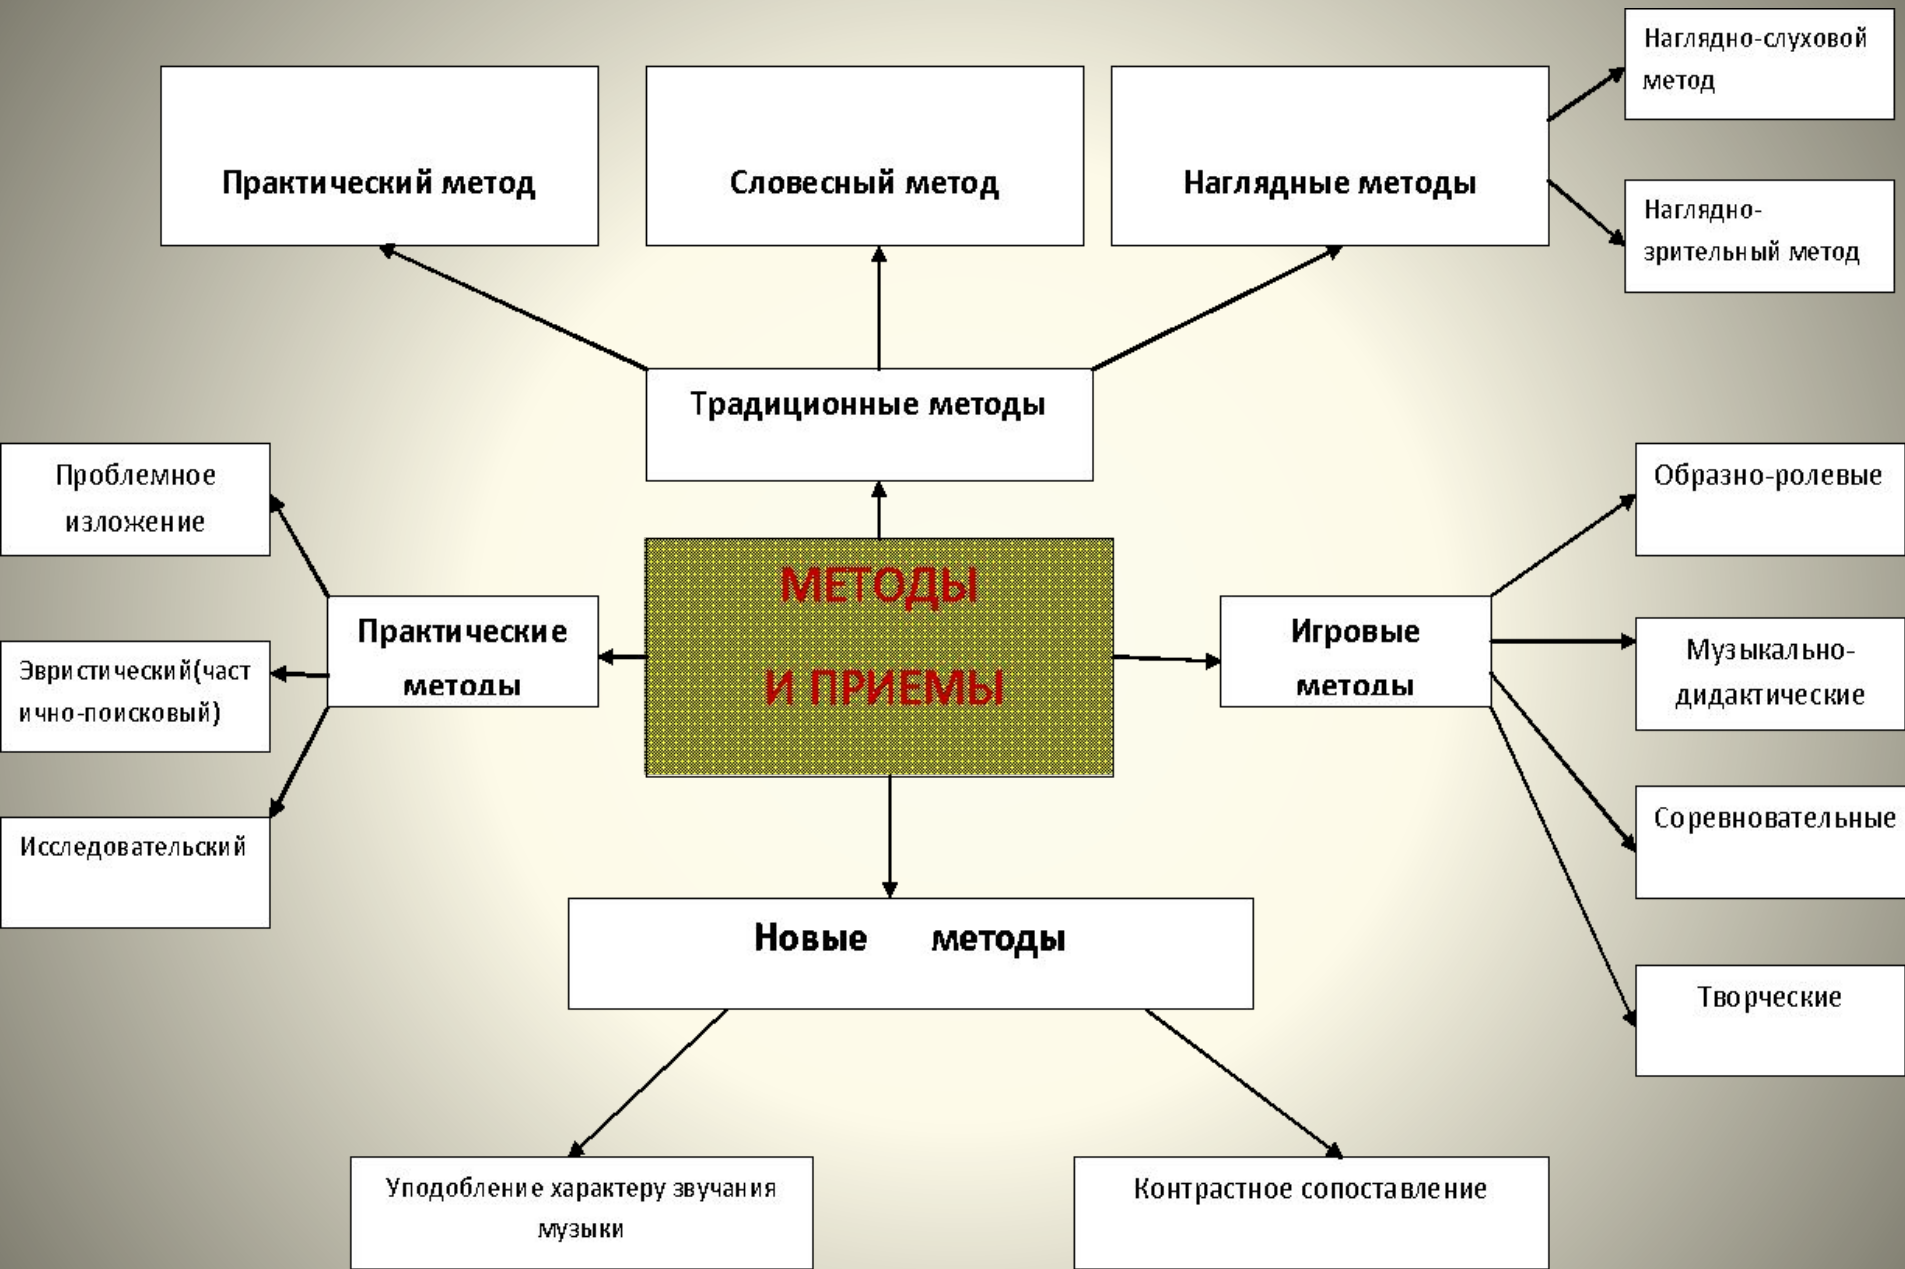 Наглядно-слуховой
метод
Практический метод
Словесный метод
Наглядные методы
Наглядно-
зрительный метод
Традиционные методы
Проблемное
изложение
Образно-ролевые
МЕТОДЫ
И ПРИЕМЫ
Практические
методы
Игровые
методы
Эвристический(част
ично-поисковый)
Музыкально-
дидактические
Исследовательский
Соревновательные
Новые методы
Творческие
Уподобление характеру звучания
музыки
Контрастное сопоставление